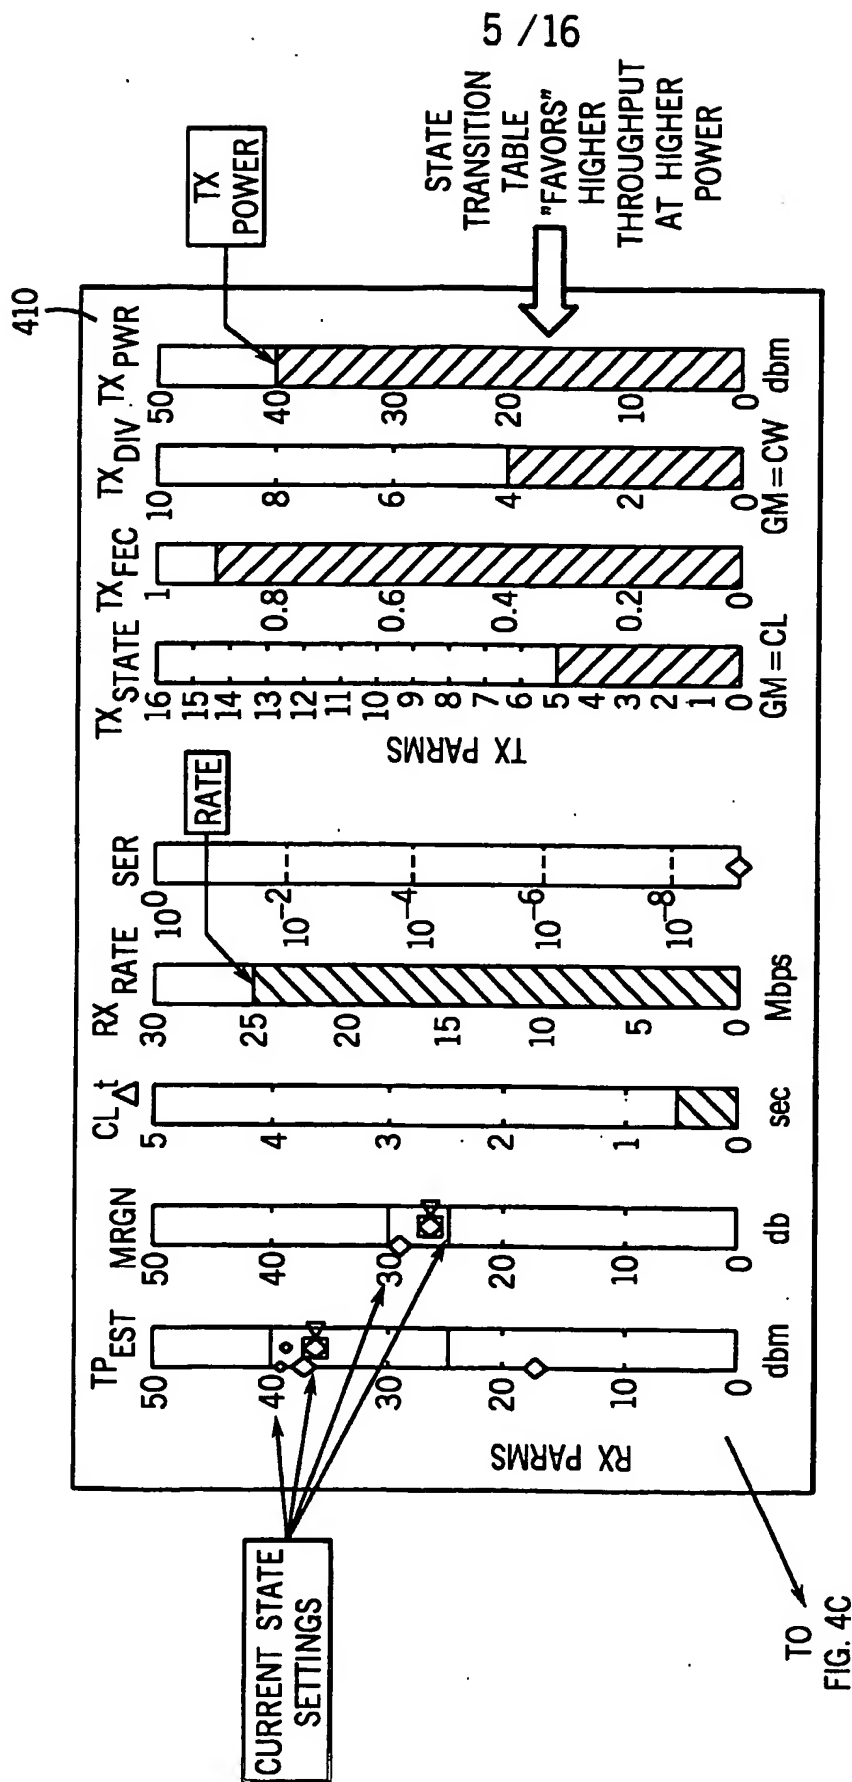 5 /16
410
TX
POWER
STATE
TRANSITION
TABLE
"FAVORS"
HIGHER
THROUGHPUT
AT HIGHER
POWER
CURRENT STATE
SETTINGS
RATE
RX PARMS
TP EST
50
40
30
20
10
0
dbm
MRGN
50
40
30
20
10
0
db
CL Δt
5
4
3
2
1
0
sec
RX RATE
30
25
20
15
10
5
0
Mbps
SER
10⁰
10⁻²
10⁻⁴
10⁻⁶
10⁻⁸
TX PARMS
TX STATE
16
15
14
13
12
11
10
9
8
7
6
5
4
3
2
1
0
GM=CL
TX FEC
1
0.8
0.6
0.4
0.2
0
TX DIV
10
8
6
4
2
0
GM=CW
TX PWR
50
40
30
20
10
0
dbm
TO
FIG. 4C